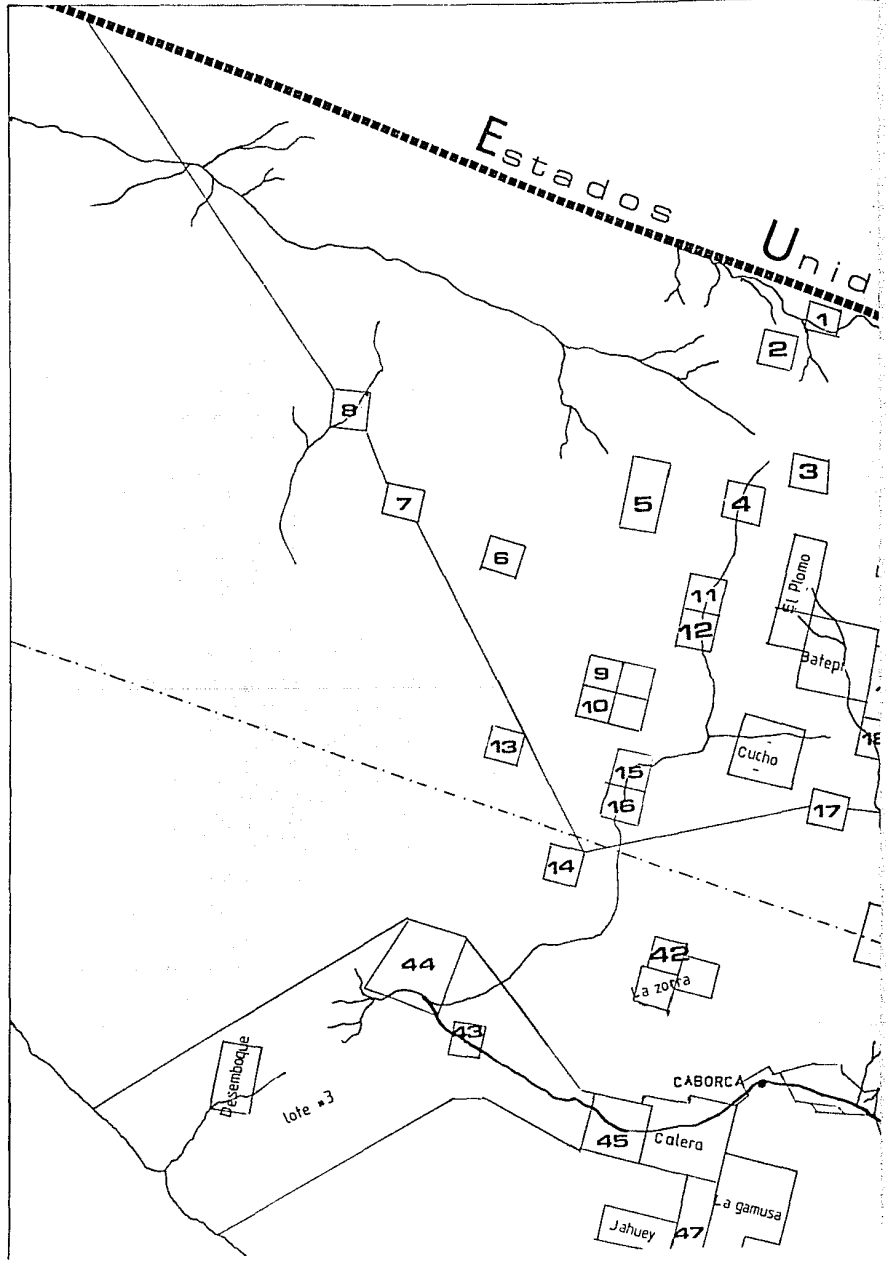 Estados Unid
1
2
3
8
5
4
7
6
11
El Plomo
12
9
Batepi
10
18
13
Cucho
15
16
17
14
42
44
La zorra
43
Desemboque
CABORCA
lote #3
45
Calera
La gamusa
Jahuey
47